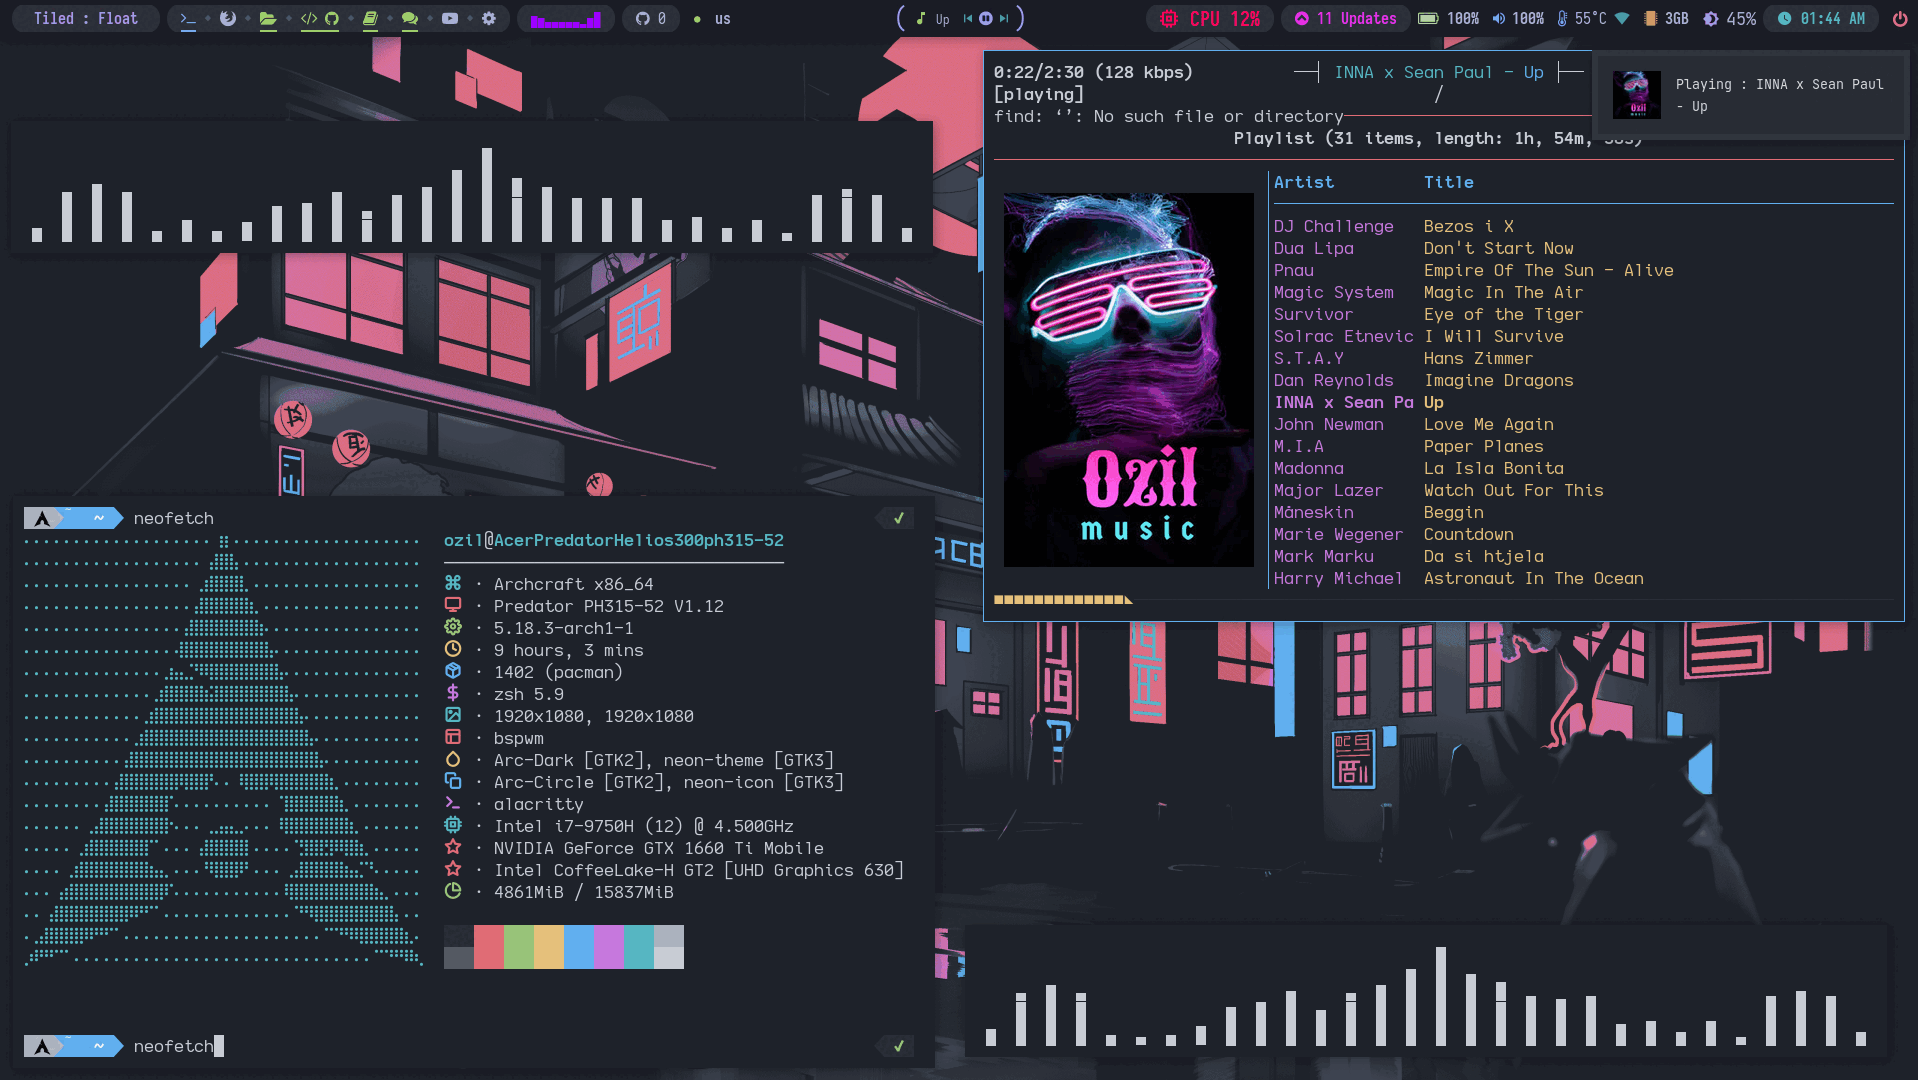 Tiled : Float
0
us
Up
CPU 12%
11 Updates
100%
100%
55°C
3GB
45%
01:44 AM
0:22/2:30 (128 kbps)
INNA x Sean Paul - Up
[playing]
/
find: ‘’: No such file or directory
Playlist (31 items, length: 1h, 54m,
Playing : INNA x Sean Paul
- Up
Ozil
music
Artist Title
DJ Challenge Bezos i X
Dua Lipa Don't Start Now
Pnau Empire Of The Sun - Alive
Magic System Magic In The Air
Survivor Eye of the Tiger
Solrac Etnevic I Will Survive
S.T.A.Y Hans Zimmer
Dan Reynolds Imagine Dragons
INNA x Sean Pa Up
John Newman Love Me Again
M.I.A Paper Planes
Madonna La Isla Bonita
Major Lazer Watch Out For This
Måneskin Beggin
Marie Wegener Countdown
Mark Marku Da si htjela
Harry Michael Astronaut In The Ocean
Ozil
music
~ neofetch
ozil@AcerPredatorHelios300ph315-52
· Archcraft x86_64
· Predator PH315-52 V1.12
· 5.18.3-arch1-1
· 9 hours, 3 mins
· 1402 (pacman)
· zsh 5.9
· 1920x1080, 1920x1080
· bspwm
· Arc-Dark [GTK2], neon-theme [GTK3]
· Arc-Circle [GTK2], neon-icon [GTK3]
· alacritty
· Intel i7-9750H (12) @ 4.500GHz
· NVIDIA GeForce GTX 1660 Ti Mobile
· Intel CoffeeLake-H GT2 [UHD Graphics 630]
· 4861MiB / 15837MiB
~ neofetch